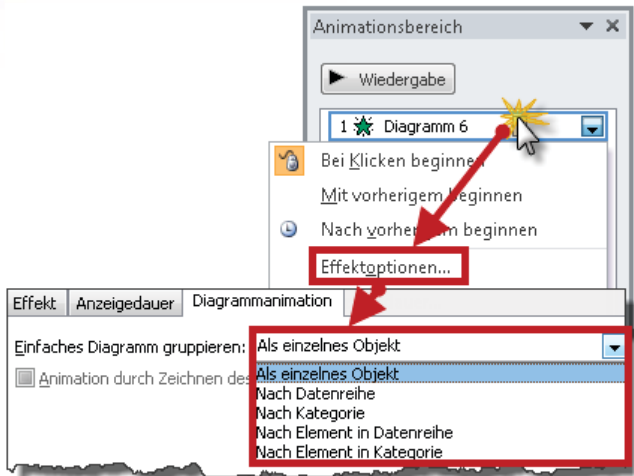 Animationsbereich
Wiedergabe
1 Diagramm 6
Bei Klicken beginnen
Mit vorherigem beginnen
Nach vorherigem beginnen
Effektoptionen...
Effekt Anzeigedauer Diagrammanimation
Einfaches Diagramm gruppieren: Als einzelnes Objekt
Animation durch Zeichnen des
Als einzelnes Objekt
Nach Datenreihe
Nach Kategorie
Nach Element in Datenreihe
Nach Element in Kategorie